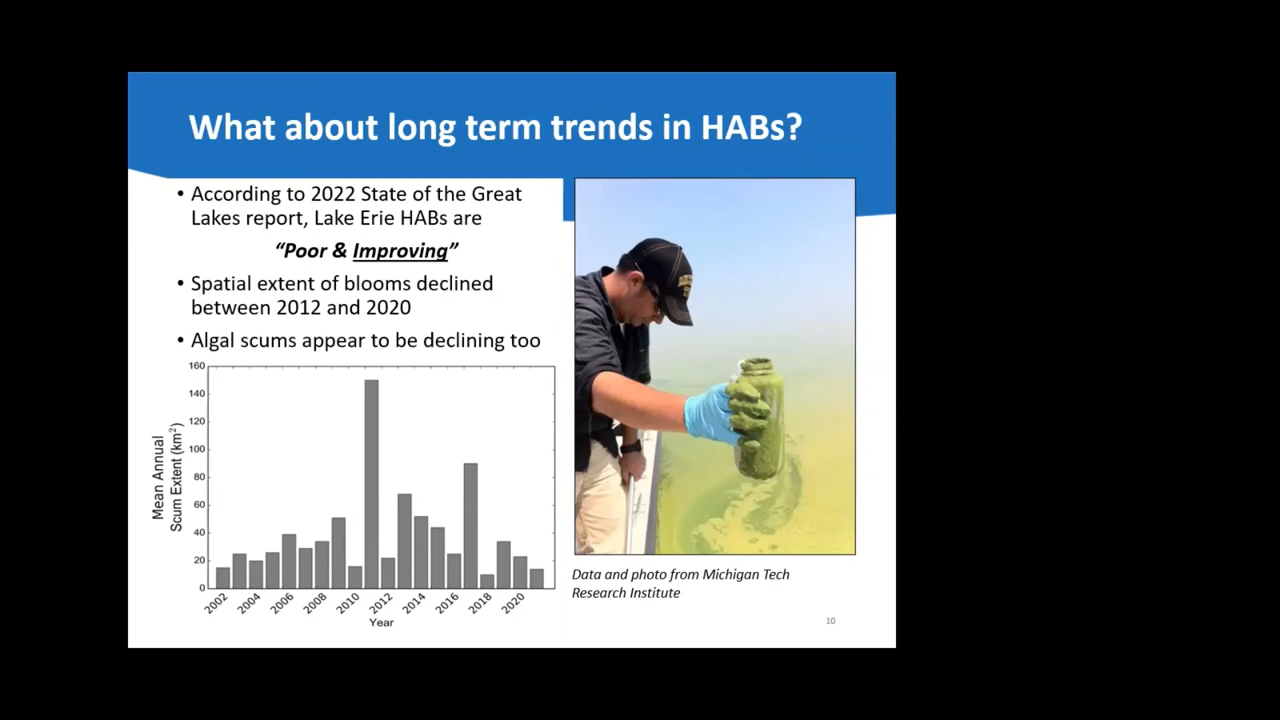 What about long term trends in HABs?
• According to 2022 State of the Great
Lakes report, Lake Erie HABs are
“Poor & Improving”
• Spatial extent of blooms declined
between 2012 and 2020
• Algal scums appear to be declining too
160
140
120
100
80
60
40
20
0
Mean Annual
Scum Extent (km²)
2002
2004
2006
2008
2010
2012
2014
2016
2018
2020
Year
Data and photo from Michigan Tech
Research Institute
10